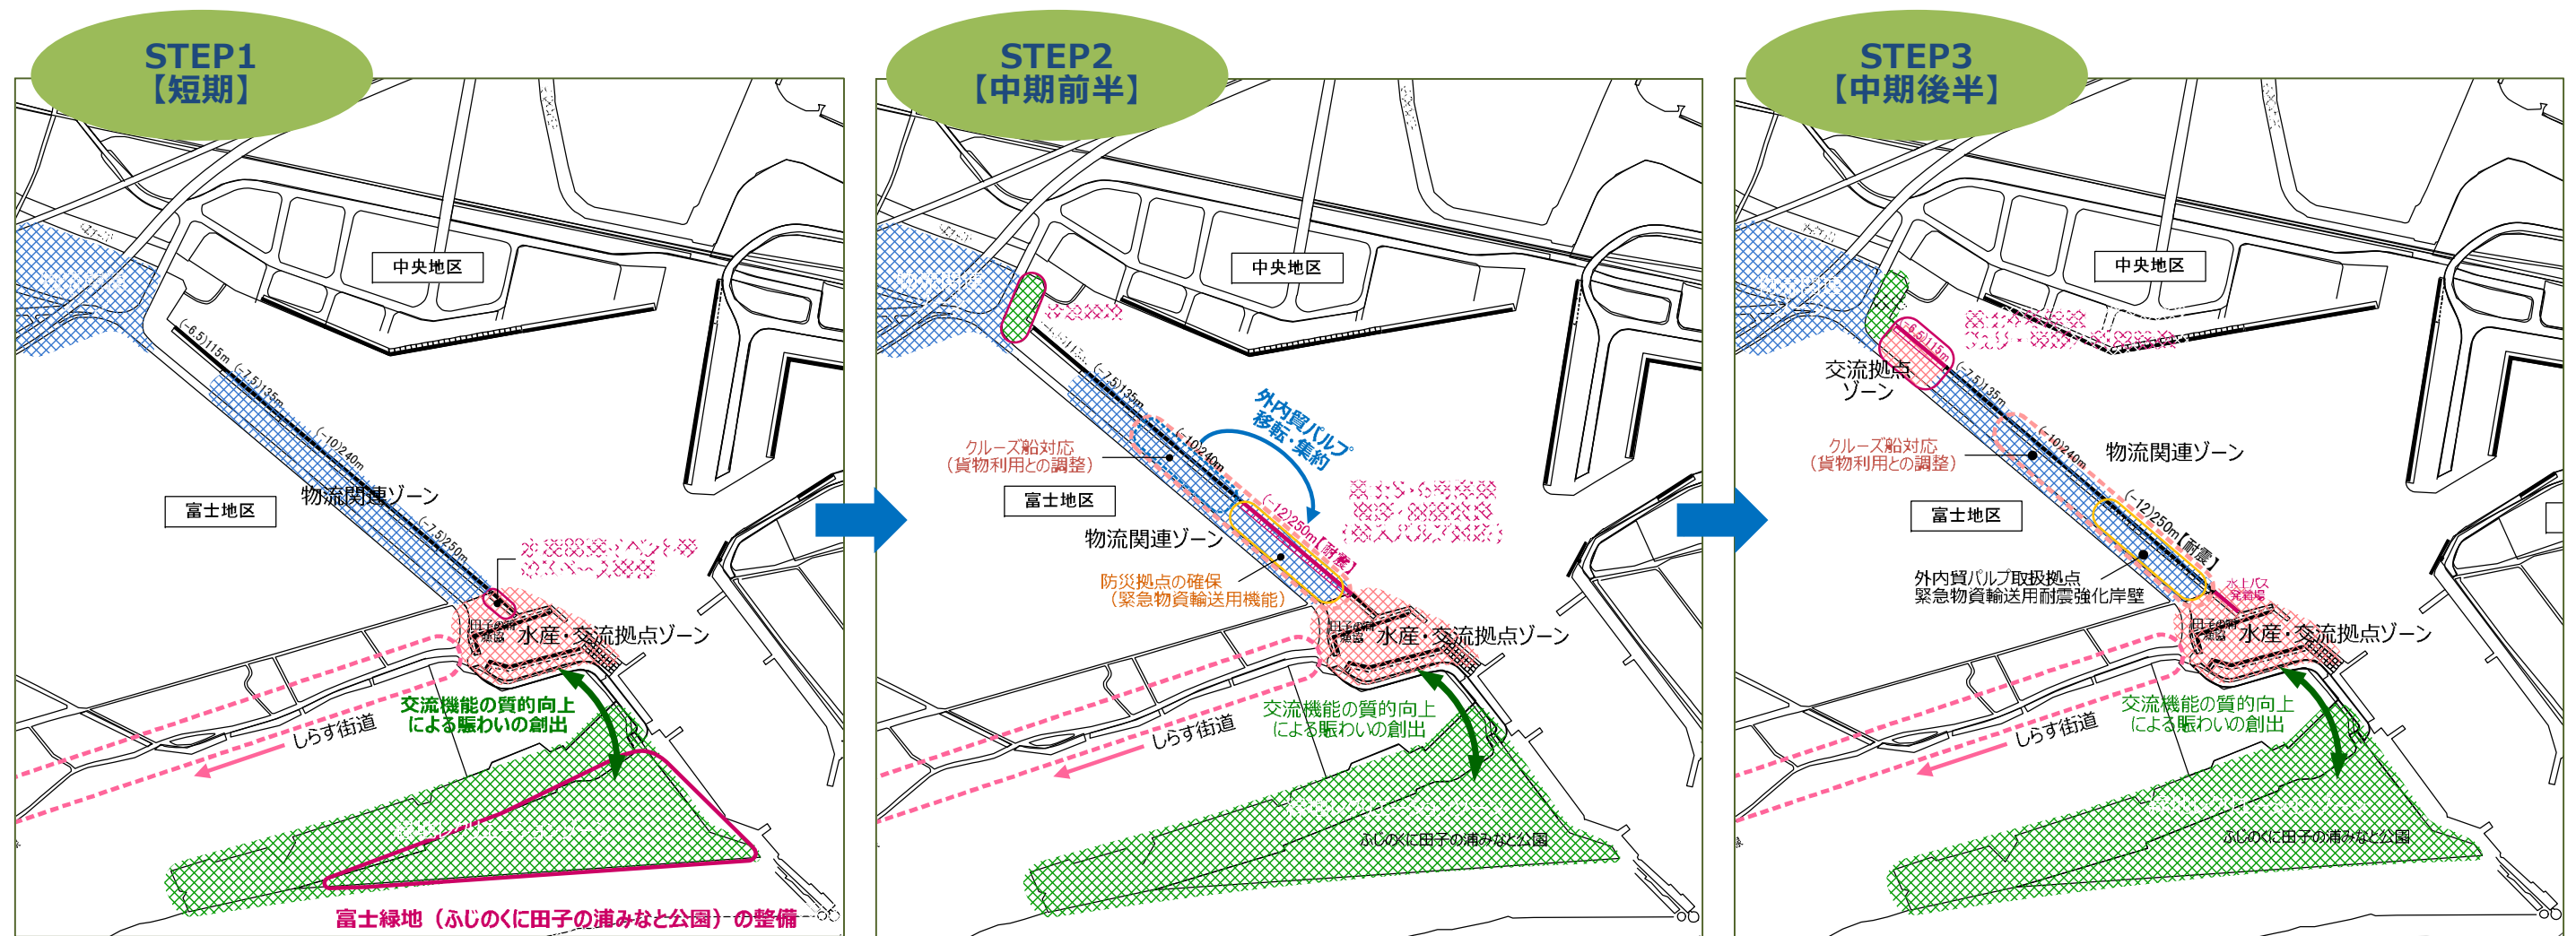 STEP1
【短期】
中央地区
(-6.5)115m
(-7.5)135m
(-10)240m
物流関連ゾーン
富士地区
(-7.5)250m
水産・交流拠点ゾーン
交流機能の質的向上
による賑わいの創出
しらす街道
富士緑地（ふじのくに田子の浦みなと公園）の整備
STEP2
【中期前半】
中央地区
(-7.5)135m
外内貿パルプ
移転・集約
クルーズ船対応
（貨物利用との調整）
(-10)240m
富士地区
(-12)250m【耐震】
物流関連ゾーン
防災拠点の確保
（緊急物資輸送用機能）
水産・交流拠点ゾーン
交流機能の質的向上
による賑わいの創出
しらす街道
ふじのくに田子の浦みなと公園
STEP3
【中期後半】
中央地区
(-6.5)115m
交流拠点
ゾーン
(-7.5)135m
クルーズ船対応
（貨物利用との調整）
(-10)240m
物流関連ゾーン
富士地区
(-12)250m【耐震】
外内貿パルプ取扱拠点
緊急物資輸送用耐震強化岸壁
水上バス
発着場
水産・交流拠点ゾーン
交流機能の質的向上
による賑わいの創出
しらす街道
ふじのくに田子の浦みなと公園